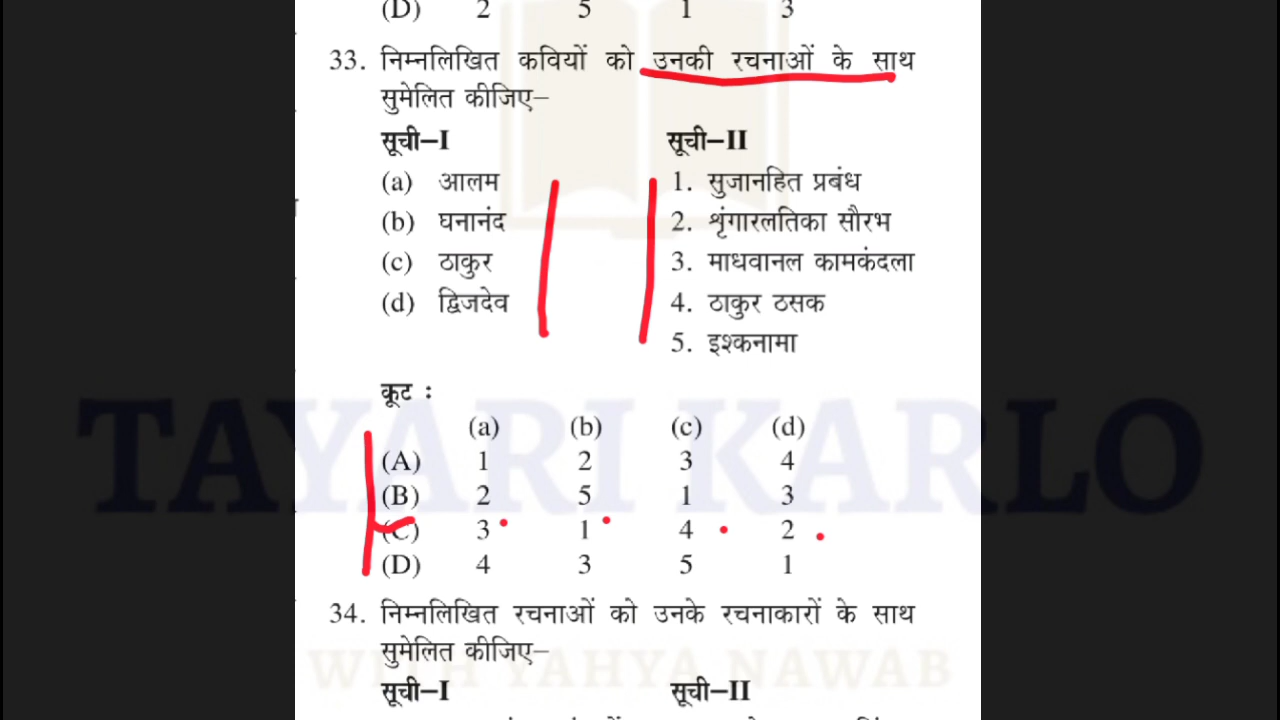 (D) 2 5 1 3
33. निम्नलिखित कवियों को उनकी रचनाओं के साथ
सुमेलित कीजिए–
सूची–I सूची–II
(a) आलम 1. सुजानहित प्रबंध
(b) घनानंद 2. शृंगारलतिका सौरभ
(c) ठाकुर 3. माधवानल कामकंदला
(d) द्विजदेव 4. ठाकुर ठसक
5. इश्कनामा
कूट :
(a) (b) (c) (d)
(A) 1 2 3 4
(B) 2 5 1 3
(C) 3 1 4 2
(D) 4 3 5 1
TAYARI KARLO
34. निम्नलिखित रचनाओं को उनके रचनाकारों के साथ
सुमेलित कीजिए–
WITH YAHYA NAWAB
सूची–I सूची–II